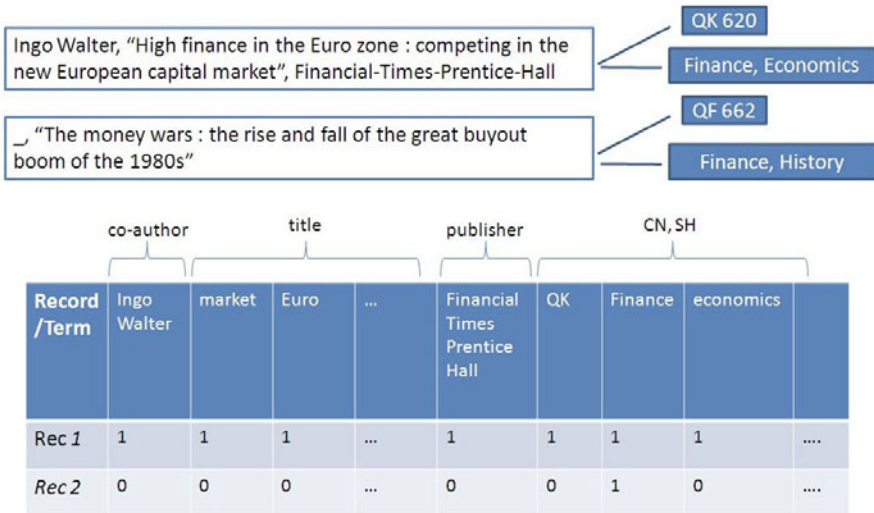 Ingo Walter, “High finance in the Euro zone : competing in the
new European capital market”, Financial-Times-Prentice-Hall
QK 620
Finance, Economics
_, “The money wars : the rise and fall of the great buyout
boom of the 1980s”
QF 662
Finance, History
co-author title publisher CN, SH
Record
/Term
Ingo
Walter
market
Euro
...
Financial
Times
Prentice
Hall
QK
Finance
economics
Rec 1 1 1 1 ... 1 1 1 1 ....
Rec 2 0 0 0 ... 0 0 1 0 ....